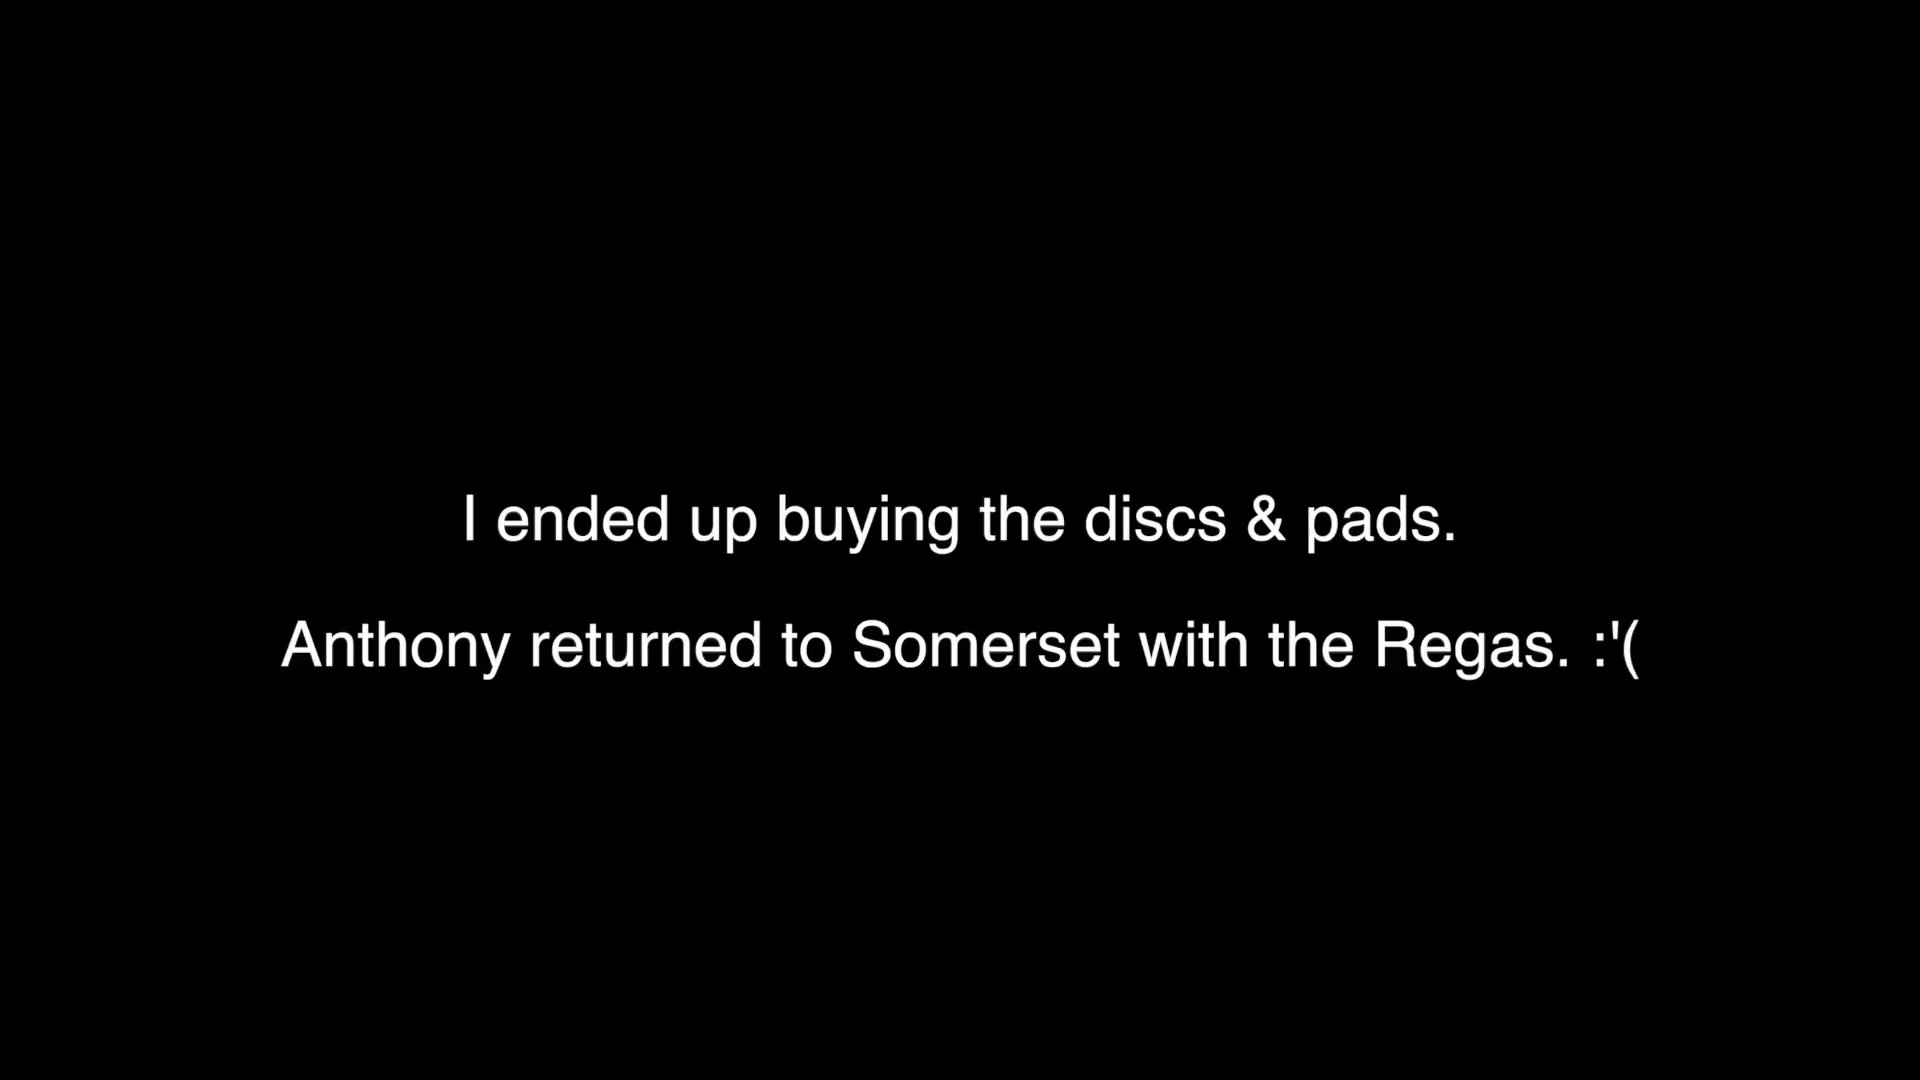 I ended up buying the discs & pads.
Anthony returned to Somerset with the Regas. :'(